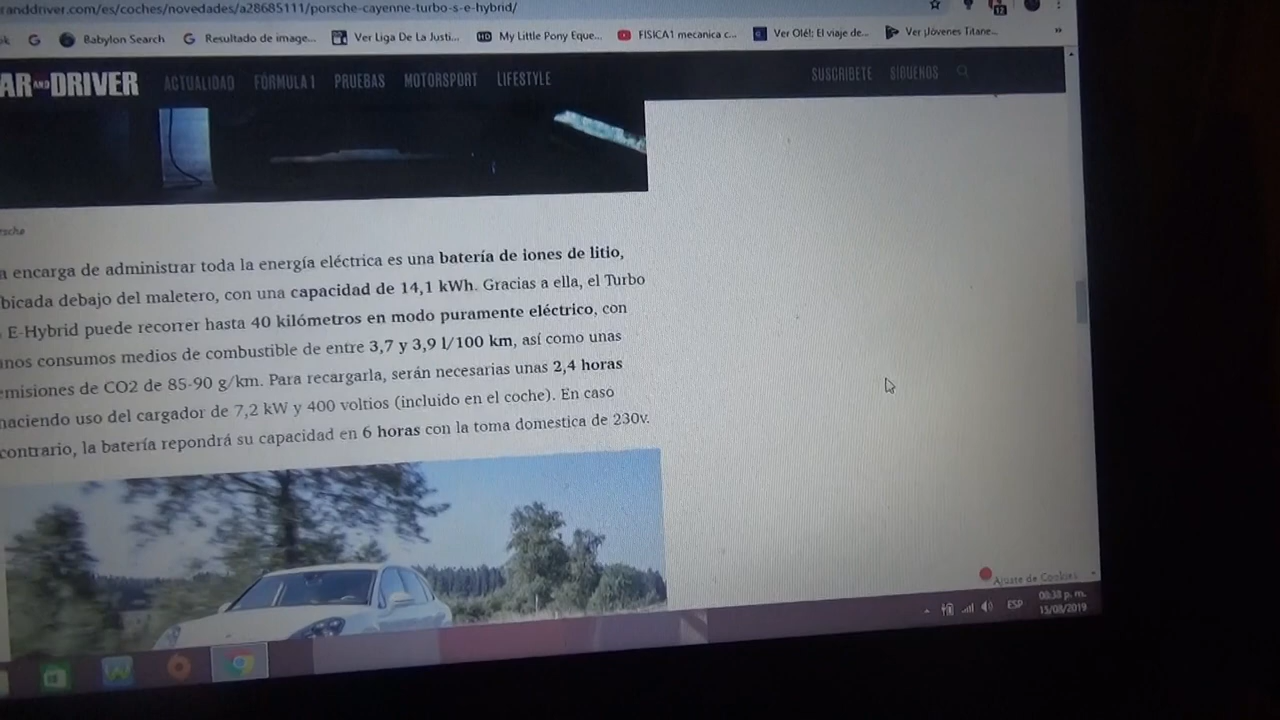 randdriver.com/es/coches/novedades/a28685111/porsche-cayenne-turbo-s-e-hybrid/
12
ok Babylon Search Resultado de image... Ver Liga De La Justi... HD My Little Pony Eque... FISICA1 mecanica c... Ver Olé!: El viaje de... Ver ¡Jóvenes Titane... »
AR AND DRIVER ACTUALIDAD FÓRMULA 1 PRUEBAS MOTORSPORT LIFESTYLE SUSCRÍBETE SÍGUENOS
rsche
a encarga de administrar toda la energía eléctrica es una batería de iones de litio,
bicada debajo del maletero, con una capacidad de 14,1 kWh. Gracias a ella, el Turbo
E-Hybrid puede recorrer hasta 40 kilómetros en modo puramente eléctrico, con
unos consumos medios de combustible de entre 3,7 y 3,9 l/100 km, así como unas
emisiones de CO2 de 85-90 g/km. Para recargarla, serán necesarias unas 2,4 horas
haciendo uso del cargador de 7,2 kW y 400 voltios (incluido en el coche). En caso
contrario, la batería repondrá su capacidad en 6 horas con la toma domestica de 230v.
Ajuste de Cookies
ESP 08:38 p. m.
15/08/2019